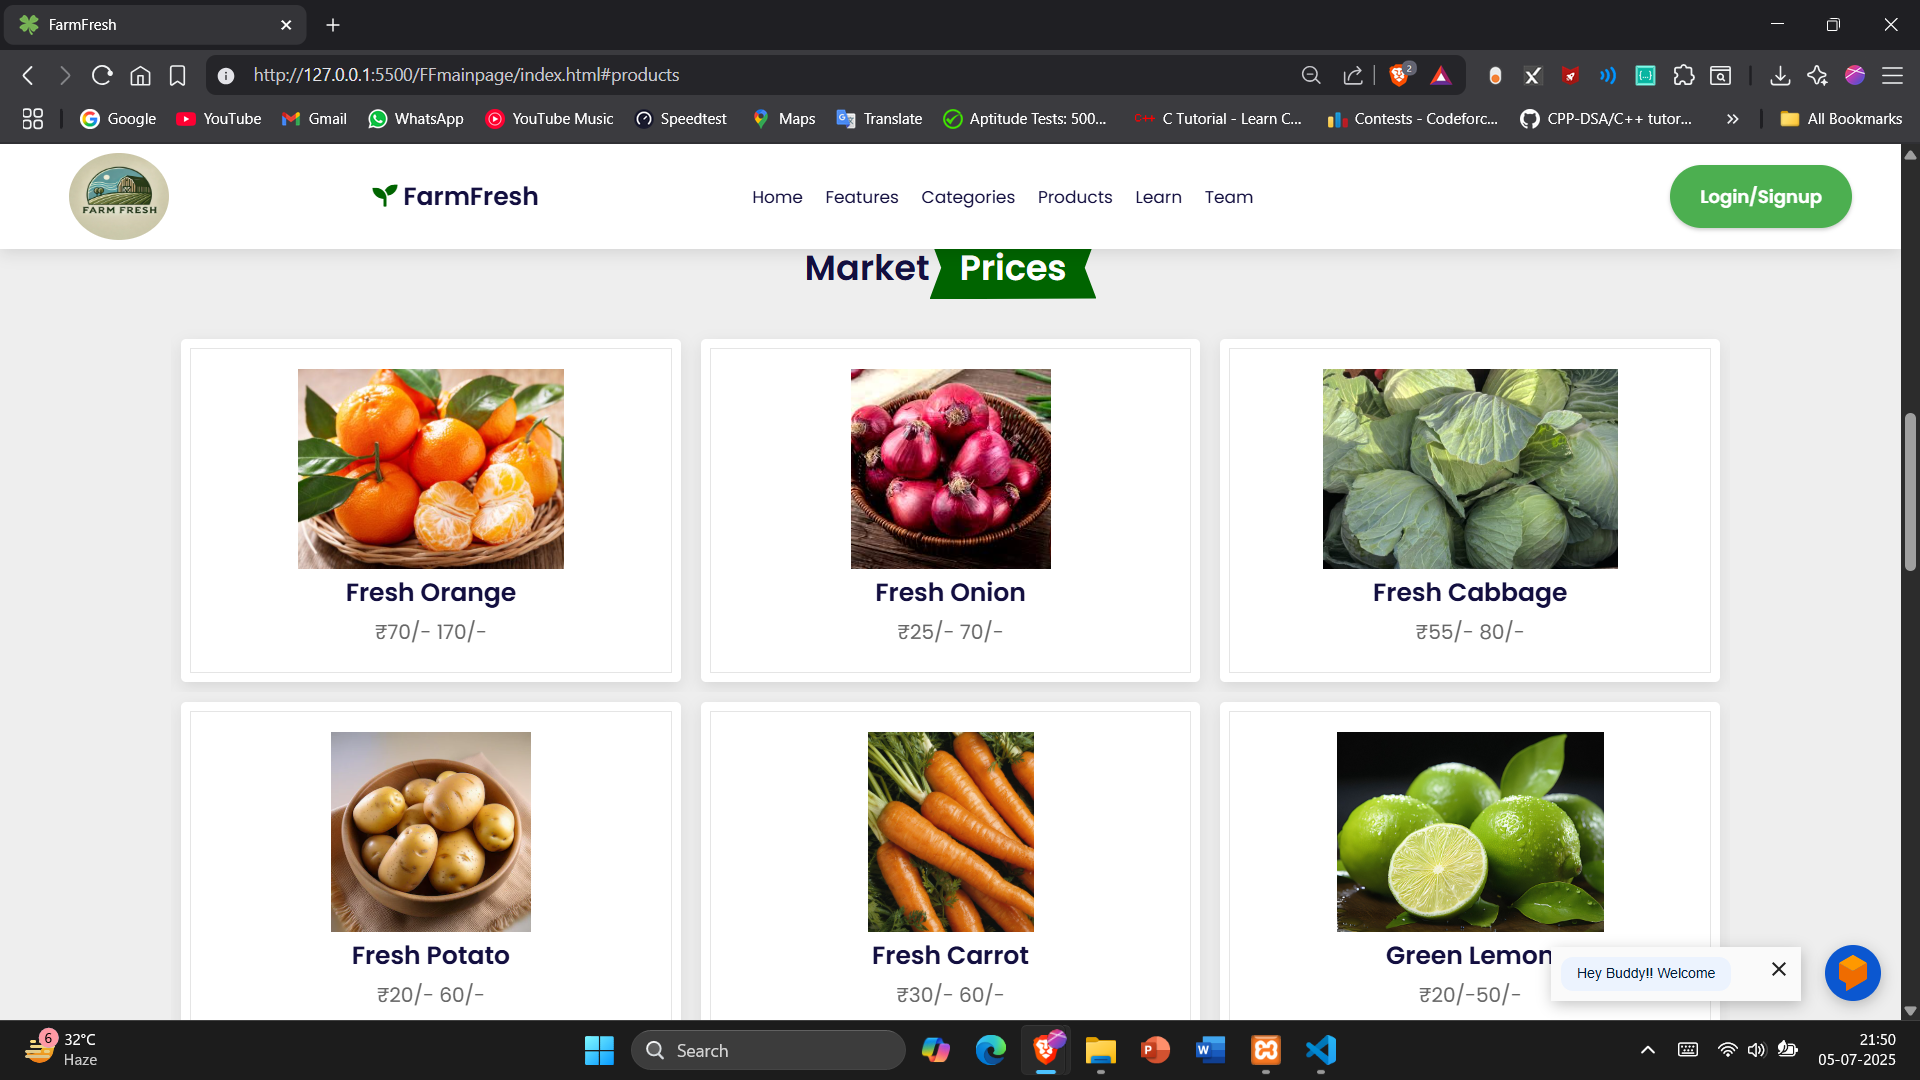 FarmFresh
http://127.0.0.1:5500/FFmainpage/index.html#products
2
Google YouTube Gmail WhatsApp YouTube Music Speedtest Maps Translate Aptitude Tests: 500... C Tutorial - Learn C... Contests - Codeforc... CPP-DSA/C++ tutor... » All Bookmarks
FARM FRESH
FarmFresh
Home Features Categories Products Learn Team
Login/Signup
Market Prices
Fresh Orange
₹70/- 170/-
Fresh Onion
₹25/- 70/-
Fresh Cabbage
₹55/- 80/-
Fresh Potato
₹20/- 60/-
Fresh Carrot
₹30/- 60/-
Green Lemon
₹20/-50/-
Hey Buddy!! Welcome
6
32°C
Haze
Search
21:50
05-07-2025